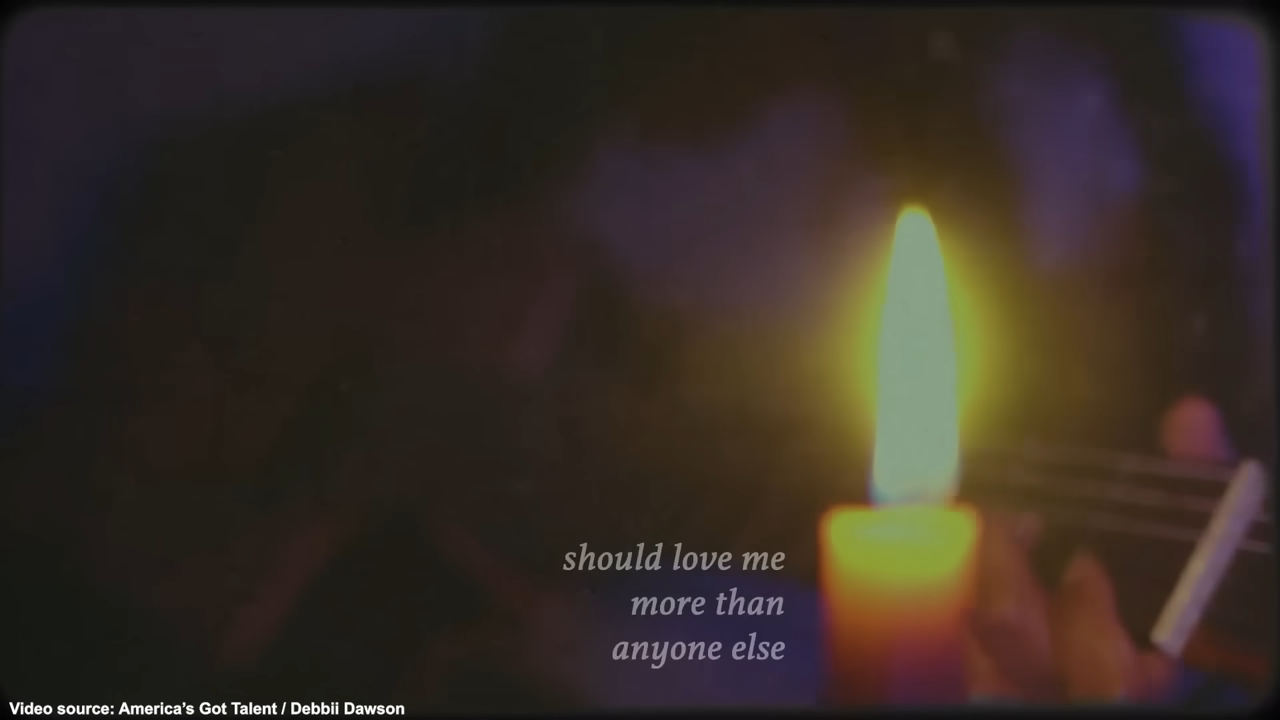 should love me
more than
anyone else
Video source: America's Got Talent / Debbii Dawson